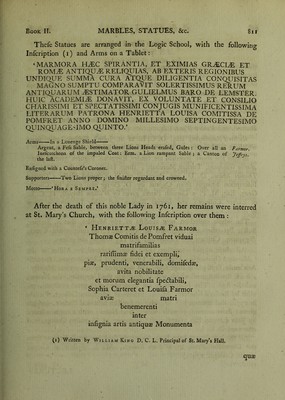 Book II.
MARBLES, STATUES, &c.
811
These Statues are arranged in the Logic School, with the following
Inscription (1) and Arms on a Tablet:
‘MARMORA HÆC SPIRANTIA, ET EXIMIAS GRÆCIÆ ET
ROMÆ ANTIQUÆ RELIQUIAS, AB EXTERIS REGIONIBUS
UNDIQUE SUMMA CURA ATQUE DILIGENTIA CONQUISITAS
MAGNO SUMPTU COMPARAVIT SOLERTISSIMUS RERUM
ANTIQUARUM ÆSTIMATOR GULIELMUS BARO DE LEMSTER.
HUIC ACADEMIÆ DONAVIT, EX VOLUNTATE ET CONSILIO
CHARISSIMI ET SPECTATISSIMI CONJUGIS MUNIFICENTISSIMA
LITERARUM PATRONA HENRIETTA LOUISA COMITISSA DE
POMFRET ANNO DOMINO MILLESIMO SEPTINGENTESIMO
QUINQUAGE-IMO QUINTO.’
Arms—In a Lozenge Shield—
Argent, a Fess Sable, between three Lions Heads erased, Gules: Over all an Farmor.
Inescutcheon of the impaled Coat: Erm. a Lion rampant Sable; a Canton of Jeffreys.
the last.
Ensigned with a Countess's Coronet.
Supporters—Two Lions proper; the sinister regardant and crowned.
Motto—‘HORA E SEMPER.’
After the death of this noble Lady in 1761, her remains were interred
at St. Mary's Church, with the following Inscription over them:
‘HENRIETTÆ LOUISÆ FARMOR
Thomæ Comitis de Pomfret viduæ
matrisfamilias
rarissimæ fidei et exempli,
piæ, prudenti, venerabili, domisedæ,
avita nobilitate
et morum elegantia spectabili,
Sophia Carteret et Louisa Farmor
aviæ matri
benemerenti
inter
insignia artis antiquæ Monumenta
(1) Written by WILLIAM KING D. C. L. Principal of St. Mary's Hall.
quæ